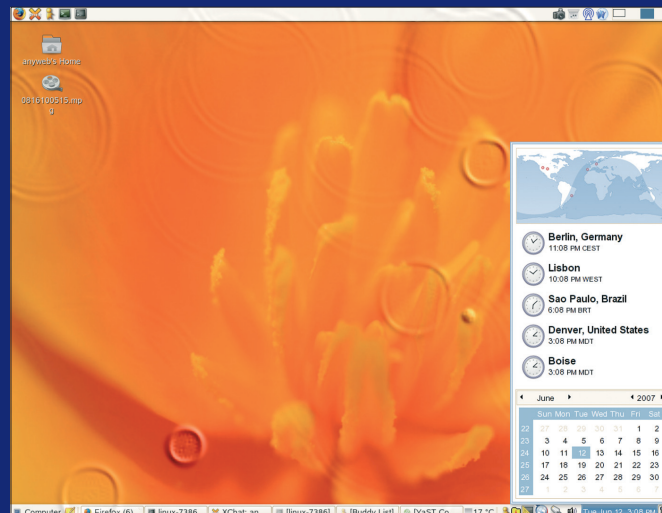 anyweb's Home
0816100515.mp
g
Berlin, Germany
11:08 PM CEST
Lisbon
10:08 PM WEST
Sao Paulo, Brazil
6:08 PM BRT
Denver, United States
3:08 PM MDT
Boise
3:08 PM MDT
June 2007
Sun Mon Tue Wed Thu Fri Sat
22 27 28 29 30 31 1 2
23 3 4 5 6 7 8 9
24 10 11 12 13 14 15 16
25 17 18 19 20 21 22 23
26 24 25 26 27 28 29 30
27 1 2 3 4 5 6 7
Computer Firefox (6) linux-7386 XChat: an [linux-7386] [Buddy List] [YaST Co 17 °C Tue Jun 12, 3:08 PM